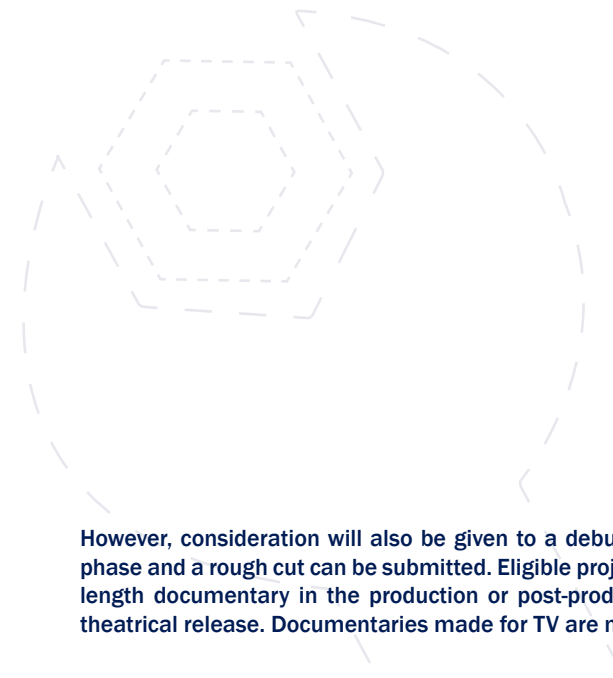 However, consideration will also be given to a debu
phase and a rough cut can be submitted. Eligible proj
length documentary in the production or post-prod
theatrical release. Documentaries made for TV are n